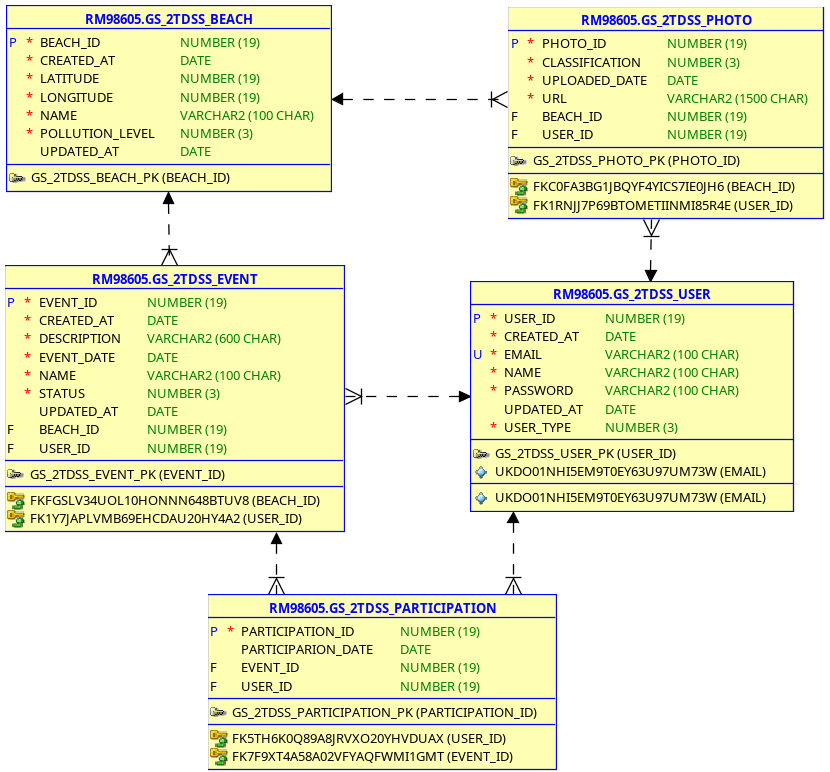 RM98605.GS_2TDSS_BEACH
P * BEACH_ID NUMBER (19)
* CREATED_AT DATE
* LATITUDE NUMBER (19)
* LONGITUDE NUMBER (19)
* NAME VARCHAR2 (100 CHAR)
* POLLUTION_LEVEL NUMBER (3)
UPDATED_AT DATE
GS_2TDSS_BEACH_PK (BEACH_ID)
RM98605.GS_2TDSS_PHOTO
P * PHOTO_ID NUMBER (19)
* CLASSIFICATION NUMBER (3)
* UPLOADED_DATE DATE
* URL VARCHAR2 (1500 CHAR)
F BEACH_ID NUMBER (19)
F USER_ID NUMBER (19)
GS_2TDSS_PHOTO_PK (PHOTO_ID)
FKC0FA3BG1JBQYF4YICS7IE0JH6 (BEACH_ID)
FK1RNJJ7P69BTOMETIINMI85R4E (USER_ID)
RM98605.GS_2TDSS_EVENT
P * EVENT_ID NUMBER (19)
* CREATED_AT DATE
* DESCRIPTION VARCHAR2 (600 CHAR)
* EVENT_DATE DATE
* NAME VARCHAR2 (100 CHAR)
* STATUS NUMBER (3)
UPDATED_AT DATE
F BEACH_ID NUMBER (19)
F USER_ID NUMBER (19)
GS_2TDSS_EVENT_PK (EVENT_ID)
FKFGSLV34UOL10HONNN648BTUV8 (BEACH_ID)
FK1Y7JAPLVMB69EHCDAU20HY4A2 (USER_ID)
RM98605.GS_2TDSS_USER
P * USER_ID NUMBER (19)
* CREATED_AT DATE
U * EMAIL VARCHAR2 (100 CHAR)
* NAME VARCHAR2 (100 CHAR)
* PASSWORD VARCHAR2 (100 CHAR)
UPDATED_AT DATE
* USER_TYPE NUMBER (3)
GS_2TDSS_USER_PK (USER_ID)
UKDO01NHI5EM9T0EY63U97UM73W (EMAIL)
UKDO01NHI5EM9T0EY63U97UM73W (EMAIL)
RM98605.GS_2TDSS_PARTICIPATION
P * PARTICIPATION_ID NUMBER (19)
PARTICIPARION_DATE DATE
F EVENT_ID NUMBER (19)
F USER_ID NUMBER (19)
GS_2TDSS_PARTICIPATION_PK (PARTICIPATION_ID)
FK5TH6K0Q89A8JRVXO20YHVDUAX (USER_ID)
FK7F9XT4A58A02VFYAQFWMI1GMT (EVENT_ID)